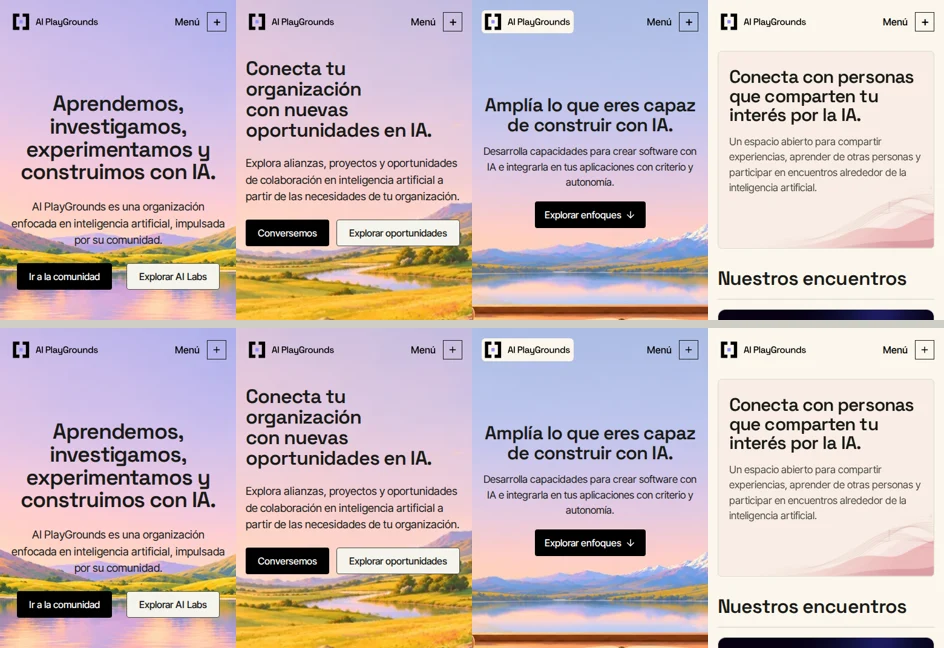 AI PlayGrounds
Menú +
Aprendemos,
investigamos,
experimentamos y
construimos con IA.
AI PlayGrounds es una organización
enfocada en inteligencia artificial, impulsada
por su comunidad.
Ir a la comunidad
Explorar AI Labs
AI PlayGrounds
Menú +
Conecta tu
organización
con nuevas
oportunidades en IA.
Explora alianzas, proyectos y oportunidades
de colaboración en inteligencia artificial a
partir de las necesidades de tu organización.
Conversemos
Explorar oportunidades
AI PlayGrounds
Menú +
Amplía lo que eres capaz
de construir con IA.
Desarrolla capacidades para crear software con
IA e integrarla en tus aplicaciones con criterio y
autonomía.
Explorar enfoques ↓
AI PlayGrounds
Menú +
Conecta con personas
que comparten tu
interés por la IA.
Un espacio abierto para compartir
experiencias, aprender de otras personas y
participar en encuentros alrededor de la
inteligencia artificial.
Nuestros encuentros
AI PlayGrounds
Menú +
Aprendemos,
investigamos,
experimentamos y
construimos con IA.
AI PlayGrounds es una organización
enfocada en inteligencia artificial, impulsada
por su comunidad.
Ir a la comunidad
Explorar AI Labs
AI PlayGrounds
Menú +
Conecta tu
organización
con nuevas
oportunidades en IA.
Explora alianzas, proyectos y oportunidades
de colaboración en inteligencia artificial a
partir de las necesidades de tu organización.
Conversemos
Explorar oportunidades
AI PlayGrounds
Menú +
Amplía lo que eres capaz
de construir con IA.
Desarrolla capacidades para crear software con
IA e integrarla en tus aplicaciones con criterio y
autonomía.
Explorar enfoques ↓
AI PlayGrounds
Menú +
Conecta con personas
que comparten tu
interés por la IA.
Un espacio abierto para compartir
experiencias, aprender de otras personas y
participar en encuentros alrededor de la
inteligencia artificial.
Nuestros encuentros